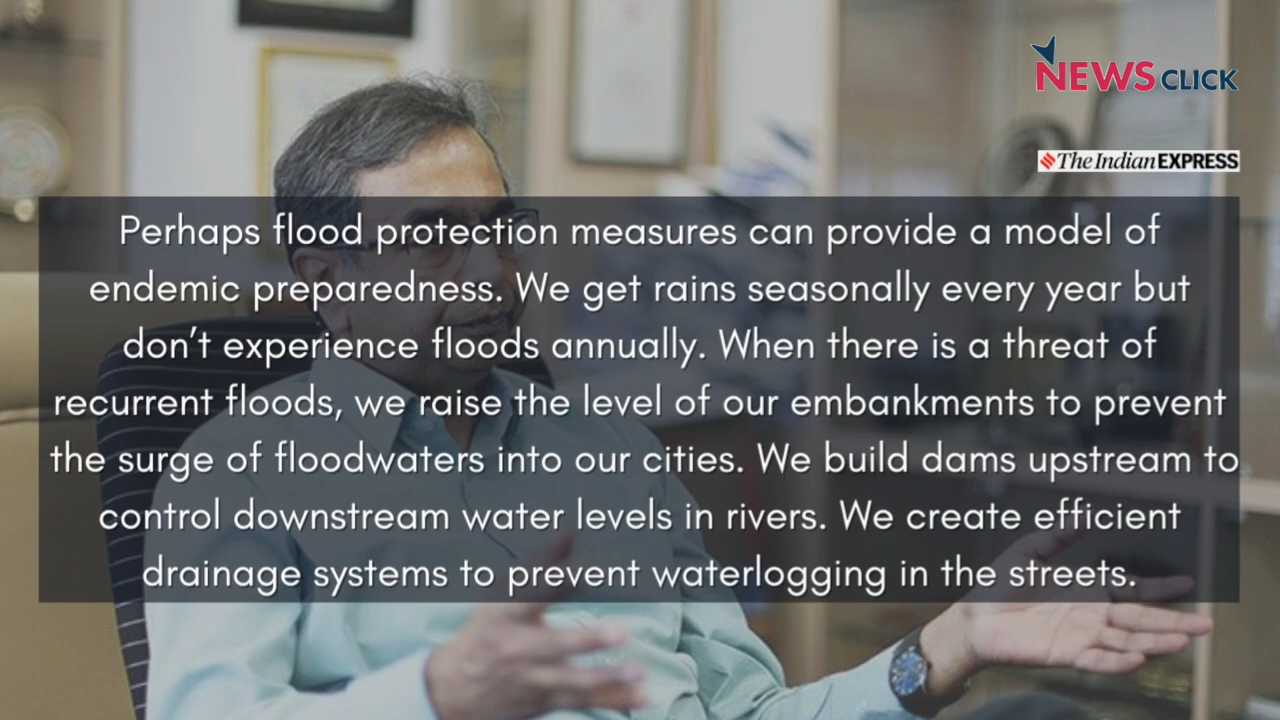 NEWSCLICK
The Indian EXPRESS
Perhaps flood protection measures can provide a model of
endemic preparedness. We get rains seasonally every year but
don't experience floods annually. When there is a threat of
recurrent floods, we raise the level of our embankments to prevent
the surge of floodwaters into our cities. We build dams upstream to
control downstream water levels in rivers. We create efficient
drainage systems to prevent waterlogging in the streets.